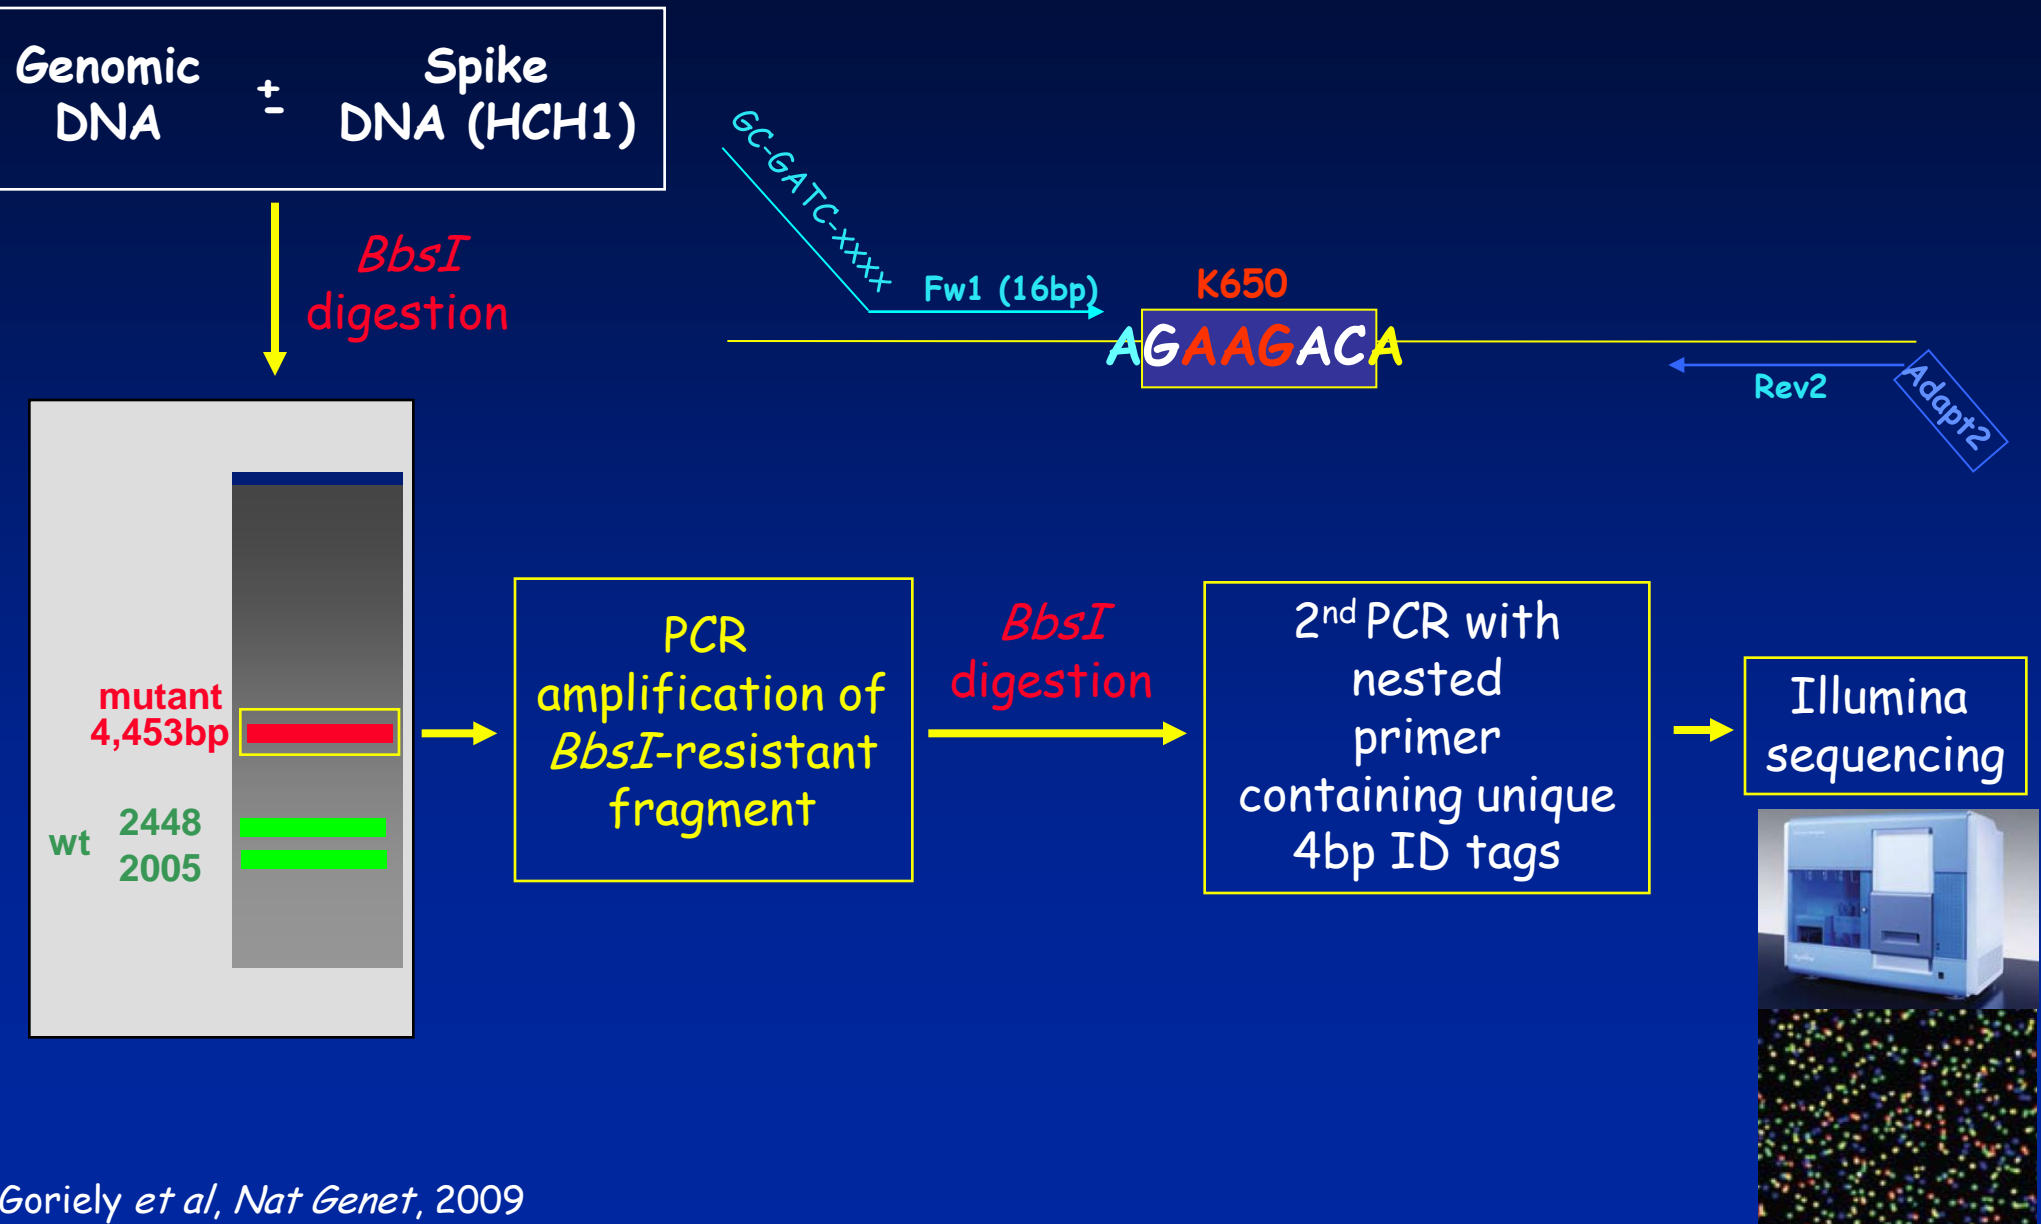 Genomic
DNA
±
Spike
DNA (HCH1)
BbsI
digestion
GC-GATC-xxxx
Fw1 (16bp)
K650
AGAAGACA
Rev2
Adapt2
mutant
4,453bp
wt
2448
2005
PCR
amplification of
BbsI-resistant
fragment
BbsI
digestion
2nd PCR with
nested
primer
containing unique
4bp ID tags
Illumina
sequencing
Goriely et al, Nat Genet, 2009